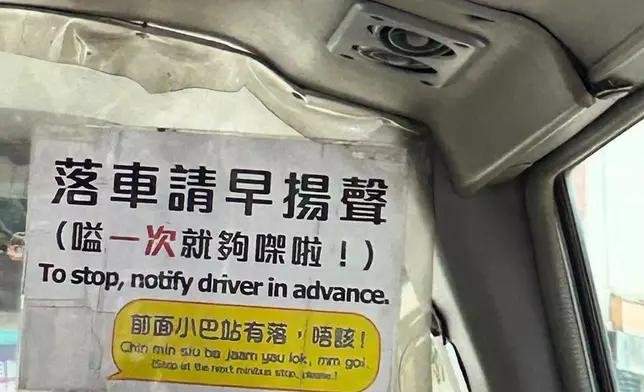 落車請早揚聲
(嗌一次就夠㗎啦！)
To stop, notify driver in advance.
前面小巴站有落，唔該！
Chin min siu ba jaam yau lok, mm goi.
(Stop at the next minibus stop, please.)